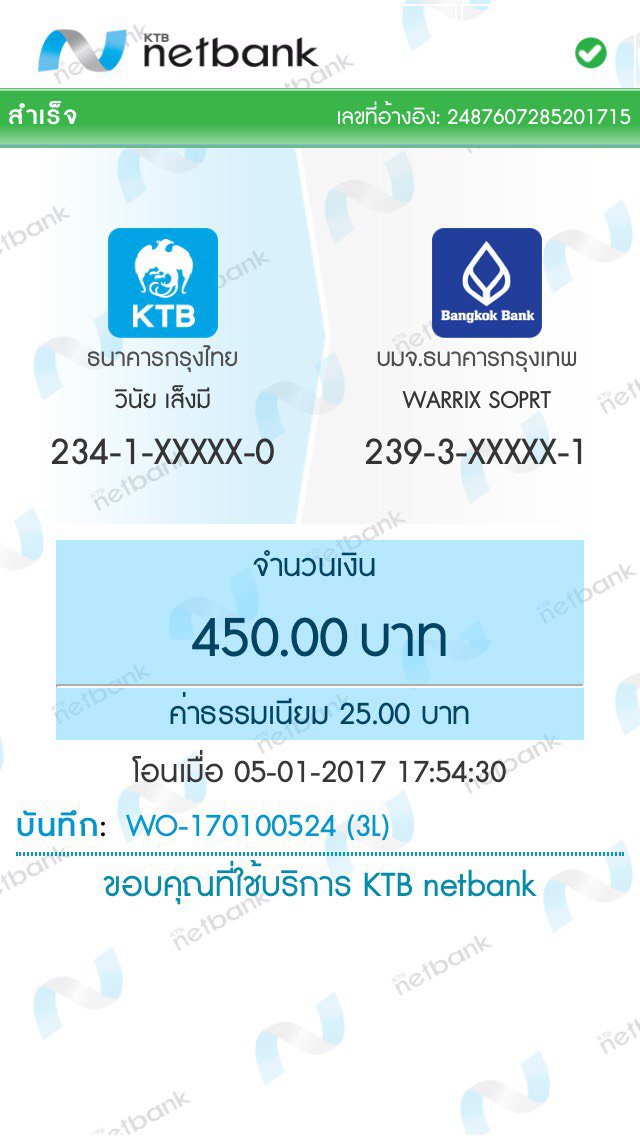 KTB netbank
สำเร็จ
เลขที่อ้างอิง: 2487607285201715
KTB
Bangkok Bank
ธนาคารกรุงไทย
บมจ.ธนาคารกรุงเทพ
วินัย เส็งมี
WARRIX SOPRT
234-1-XXXXX-0
239-3-XXXXX-1
จำนวนเงิน
450.00 บาท
ค่าธรรมเนียม 25.00 บาท
โอนเมื่อ 05-01-2017 17:54:30
บันทึก: WO-170100524 (3L)
ขอบคุณที่ใช้บริการ KTB netbank